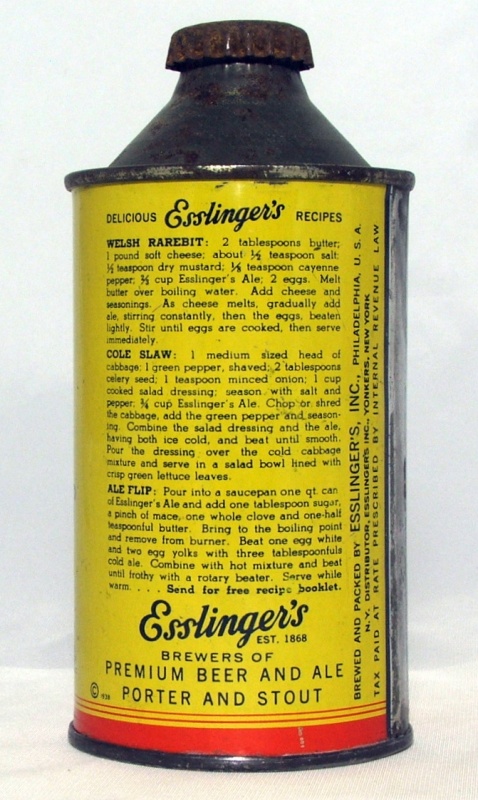 DELICIOUS Esslinger's RECIPES
WELSH RAREBIT: 2 tablespoons butter;
1 pound soft cheese; about ½ teaspoon salt;
½ teaspoon dry mustard; ⅛ teaspoon cayenne
pepper; ¾ cup Esslinger's Ale; 2 eggs. Melt
butter over boiling water. Add cheese and
seasonings. As cheese melts, gradually add
ale, stirring constantly, then the eggs, beaten
lightly. Stir until eggs are cooked, then serve
immediately.
COLE SLAW: 1 medium sized head of
cabbage; 1 green pepper, shaved; 2 tablespoons
celery seed; 1 teaspoon minced onion; 1 cup
cooked salad dressing; season with salt and
pepper; ¾ cup Esslinger's Ale. Chop or shred
the cabbage, add the green pepper and season-
ing. Combine the salad dressing and the ale,
having both ice cold, and beat until smooth.
Pour the dressing over the cold cabbage
mixture and serve in a salad bowl lined with
crisp green lettuce leaves.
ALE FLIP: Pour into a saucepan one qt. can
of Esslinger's Ale and add one tablespoon sugar,
a pinch of mace, one whole clove and one-half
teaspoonful butter. Bring to the boiling point
and remove from burner. Beat one egg white
and two egg yolks with three tablespoonfuls
cold ale. Combine with hot mixture and beat
until frothy with a rotary beater. Serve while
warm. . . . Send for free recipe booklet.
Esslinger's
EST. 1868
BREWERS OF
PREMIUM BEER AND ALE
PORTER AND STOUT
©
BREWED AND PACKED BY ESSLINGER'S, INC., PHILADELPHIA, U. S. A.
N.Y. DISTRIBUTOR, ESSLINGER'S INC., YONKERS, NEW YORK
TAX PAID AT RATE PRESCRIBED BY INTERNAL REVENUE LAW